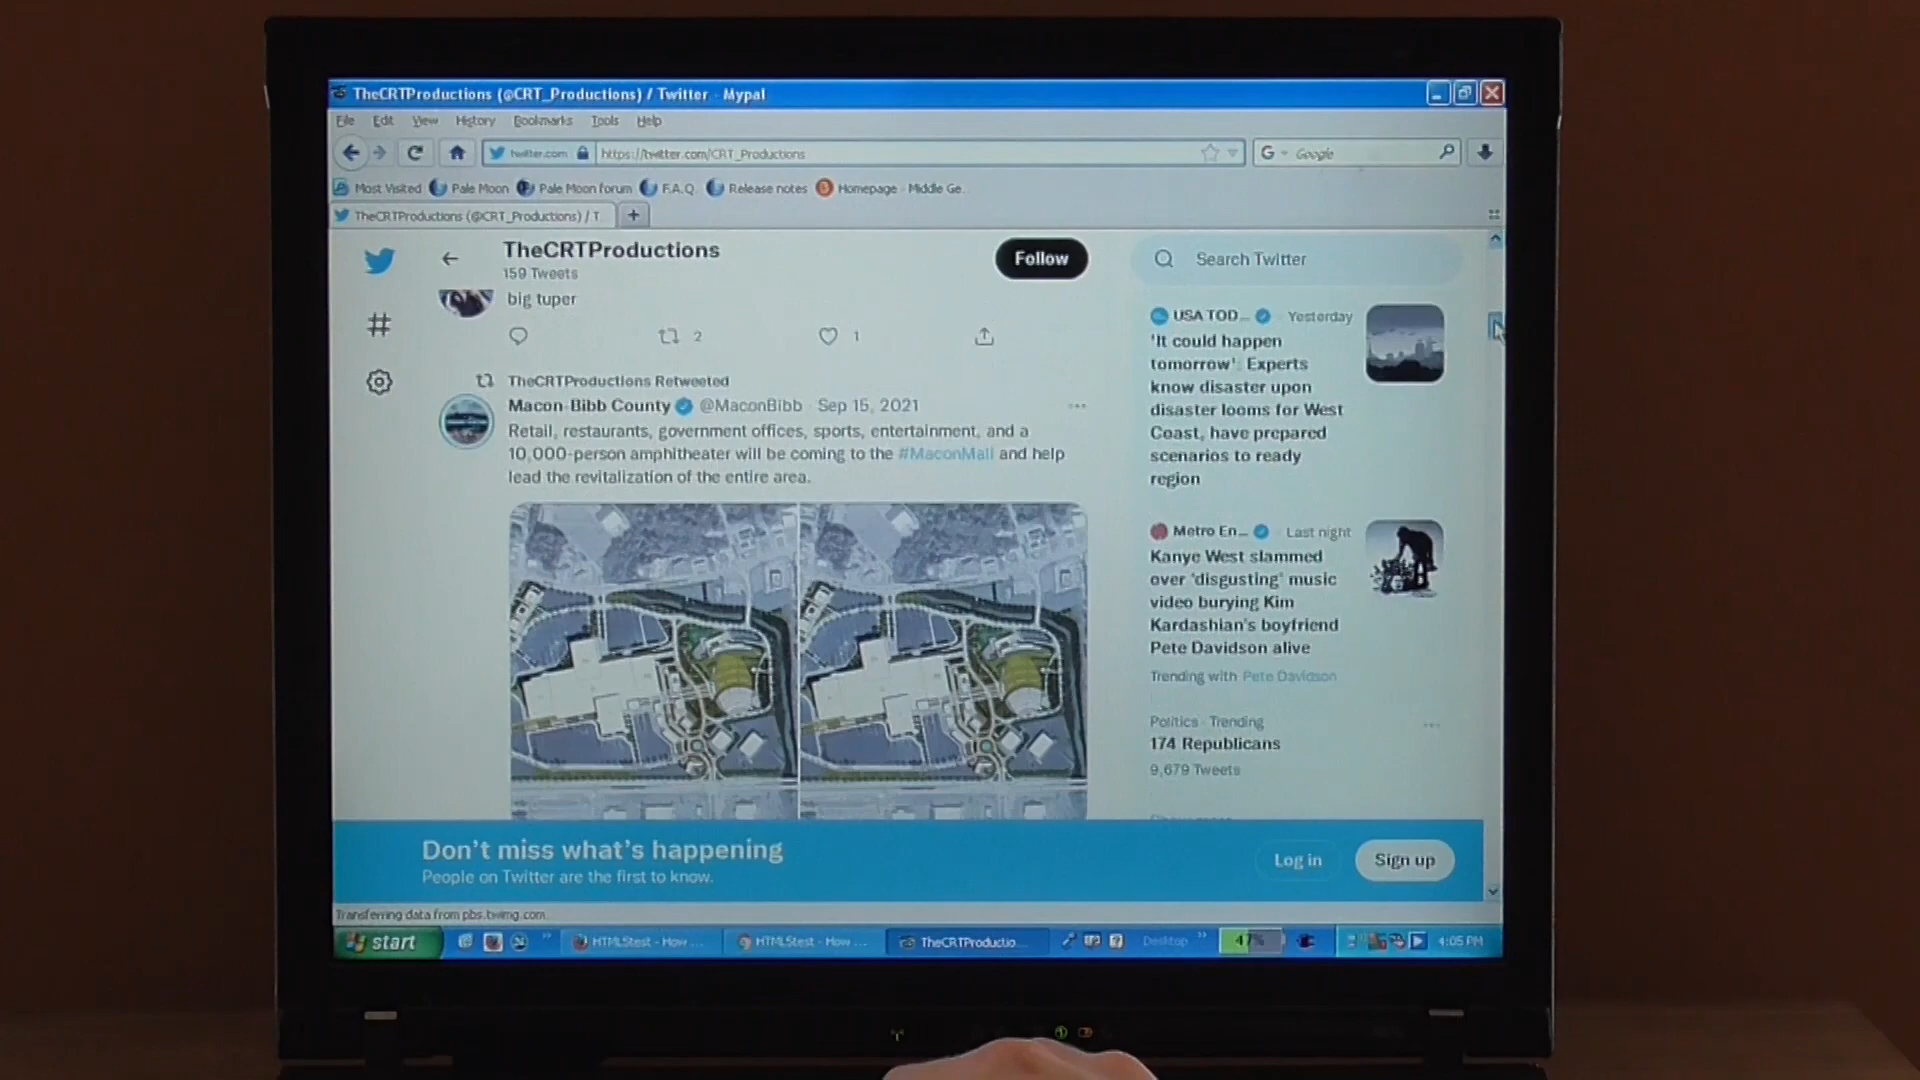 TheCRTProductions (@CRT_Productions) / Twitter - Mypal
File Edit View History Bookmarks Tools Help
twitter.com https://twitter.com/CRT_Productions
Google
Most Visited Pale Moon Pale Moon forum F.A.Q. Release notes Homepage - Middle Ge...
TheCRTProductions (@CRT_Productions) / T...
TheCRTProductions
159 Tweets
Follow
big tuper
2 1
TheCRTProductions Retweeted
Macon-Bibb County @MaconBibb · Sep 15, 2021
Retail, restaurants, government offices, sports, entertainment, and a
10,000-person amphitheater will be coming to the #MaconMall and help
lead the revitalization of the entire area.
Search Twitter
USA TOD... · Yesterday
'It could happen
tomorrow': Experts
know disaster upon
disaster looms for West
Coast, have prepared
scenarios to ready
region
Metro En... · Last night
Kanye West slammed
over 'disgusting' music
video burying Kim
Kardashian's boyfriend
Pete Davidson alive
Trending with Pete Davidson
Politics · Trending
174 Republicans
9,679 Tweets
Don't miss what's happening
People on Twitter are the first to know.
Log in
Sign up
Transferring data from pbs.twimg.com...
start
HTML5test - How ...
HTML5test - How ...
TheCRTProductio...
Desktop
47%
4:05 PM